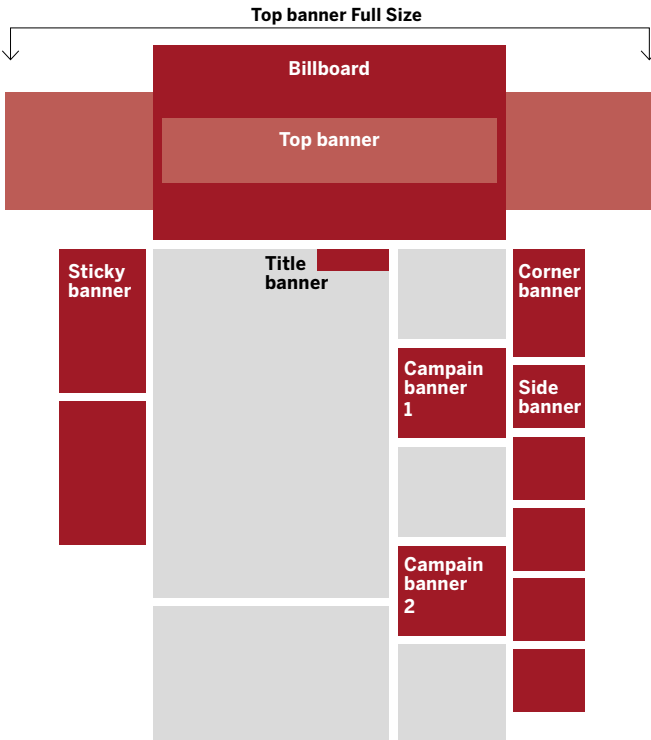 Top banner Full Size
Billboard
Top banner
Sticky
banner
Title
banner
Corner
banner
Campain
banner
1
Side
banner
Campain
banner
2